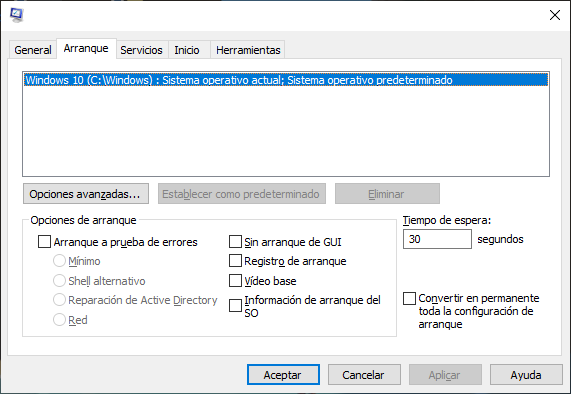 General
Arranque
Servicios
Inicio
Herramientas
Windows 10 (C:\Windows) : Sistema operativo actual; Sistema operativo predeterminado
Opciones avanzadas...
Establecer como predeterminado
Eliminar
Opciones de arranque
Arranque a prueba de errores
Mínimo
Shell alternativo
Reparación de Active Directory
Red
Sin arranque de GUI
Registro de arranque
Vídeo base
Información de arranque del
SO
Tiempo de espera:
30 segundos
Convertir en permanente
toda la configuración de
arranque
Aceptar
Cancelar
Aplicar
Ayuda